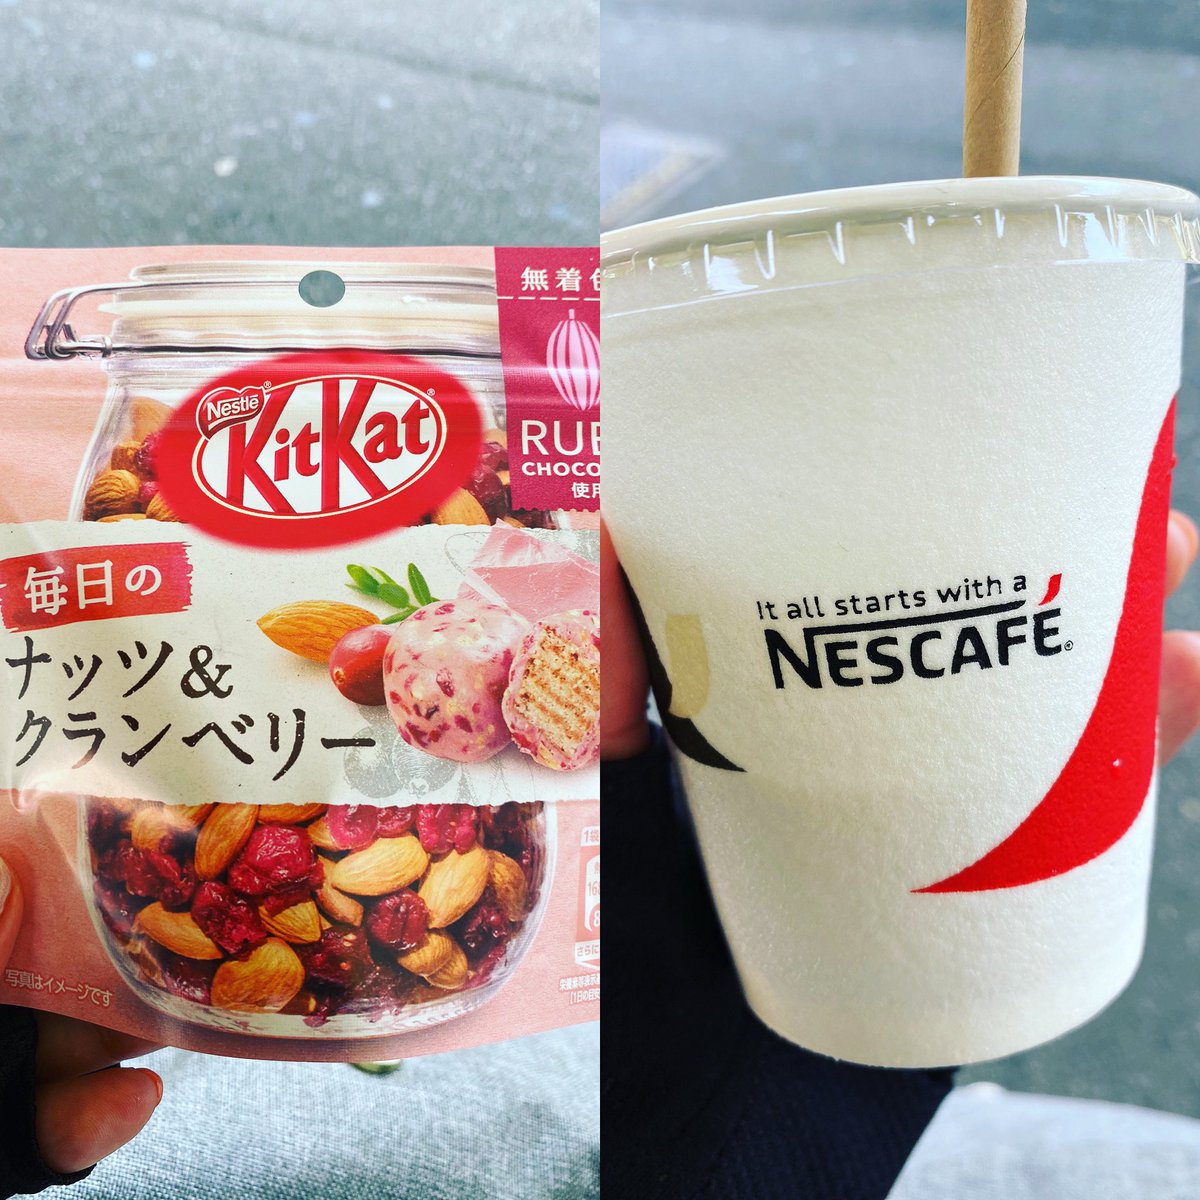 無着色
Nestlé®
KitKat®
RUB
CHOCO
使用
毎日の
ナッツ&
クランベリー
写真はイメージです
It all starts with a
NESCAFÉ®